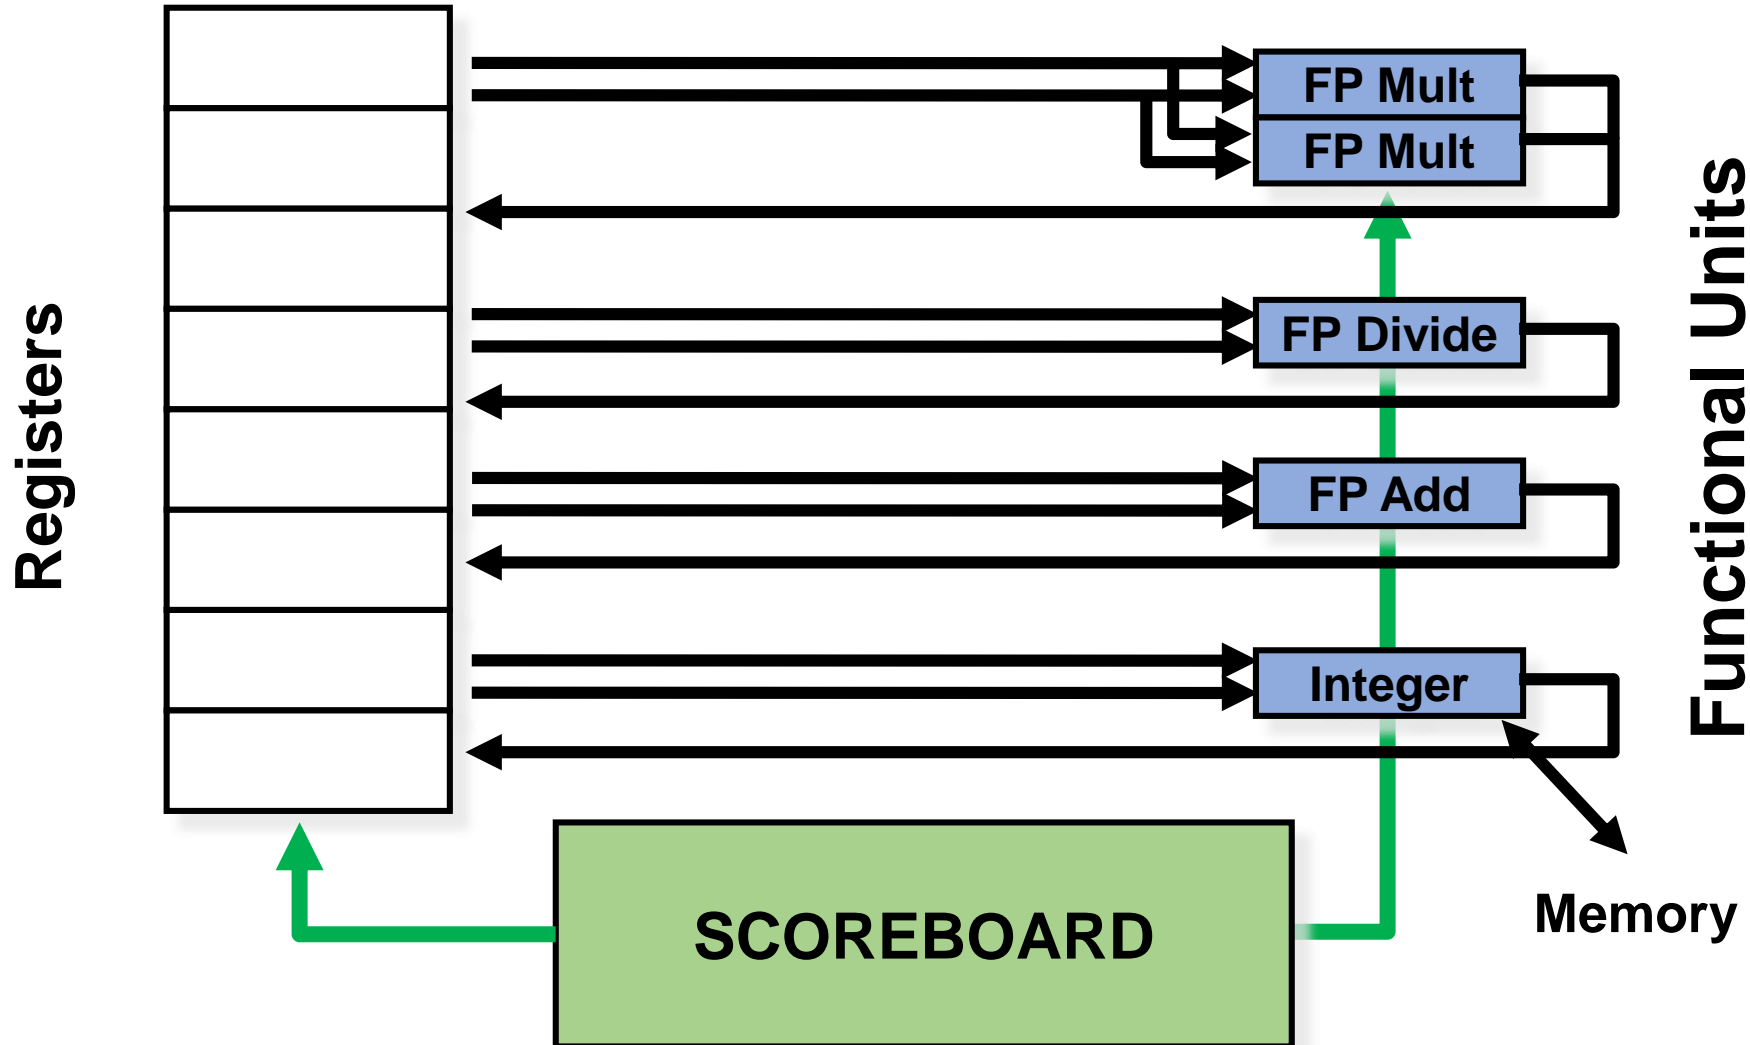 Registers
FP Mult
FP Mult
FP Divide
FP Add
Integer
Functional Units
Memory
SCOREBOARD